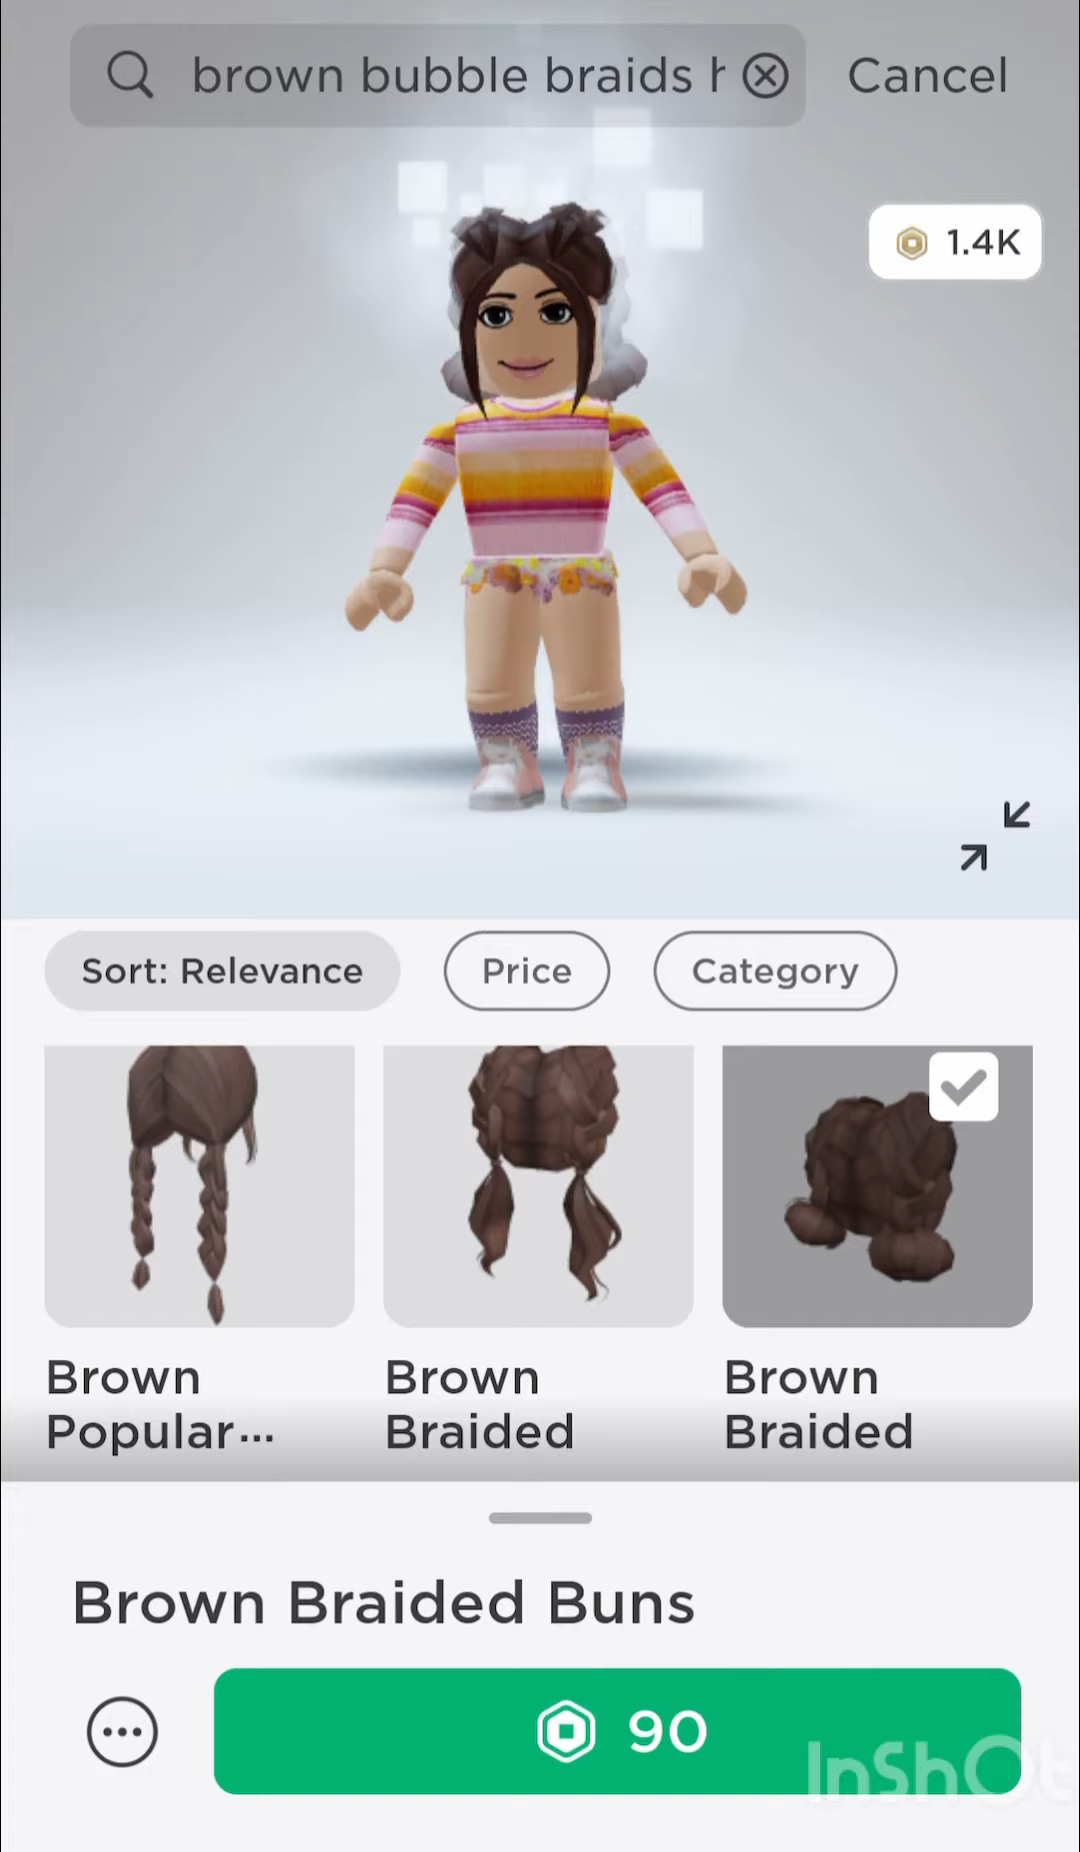 brown bubble braids h
Cancel
1.4K
Sort: Relevance
Price
Category
Brown
Popular...
Brown
Braided
Brown
Braided
Brown Braided Buns
90
InShOt